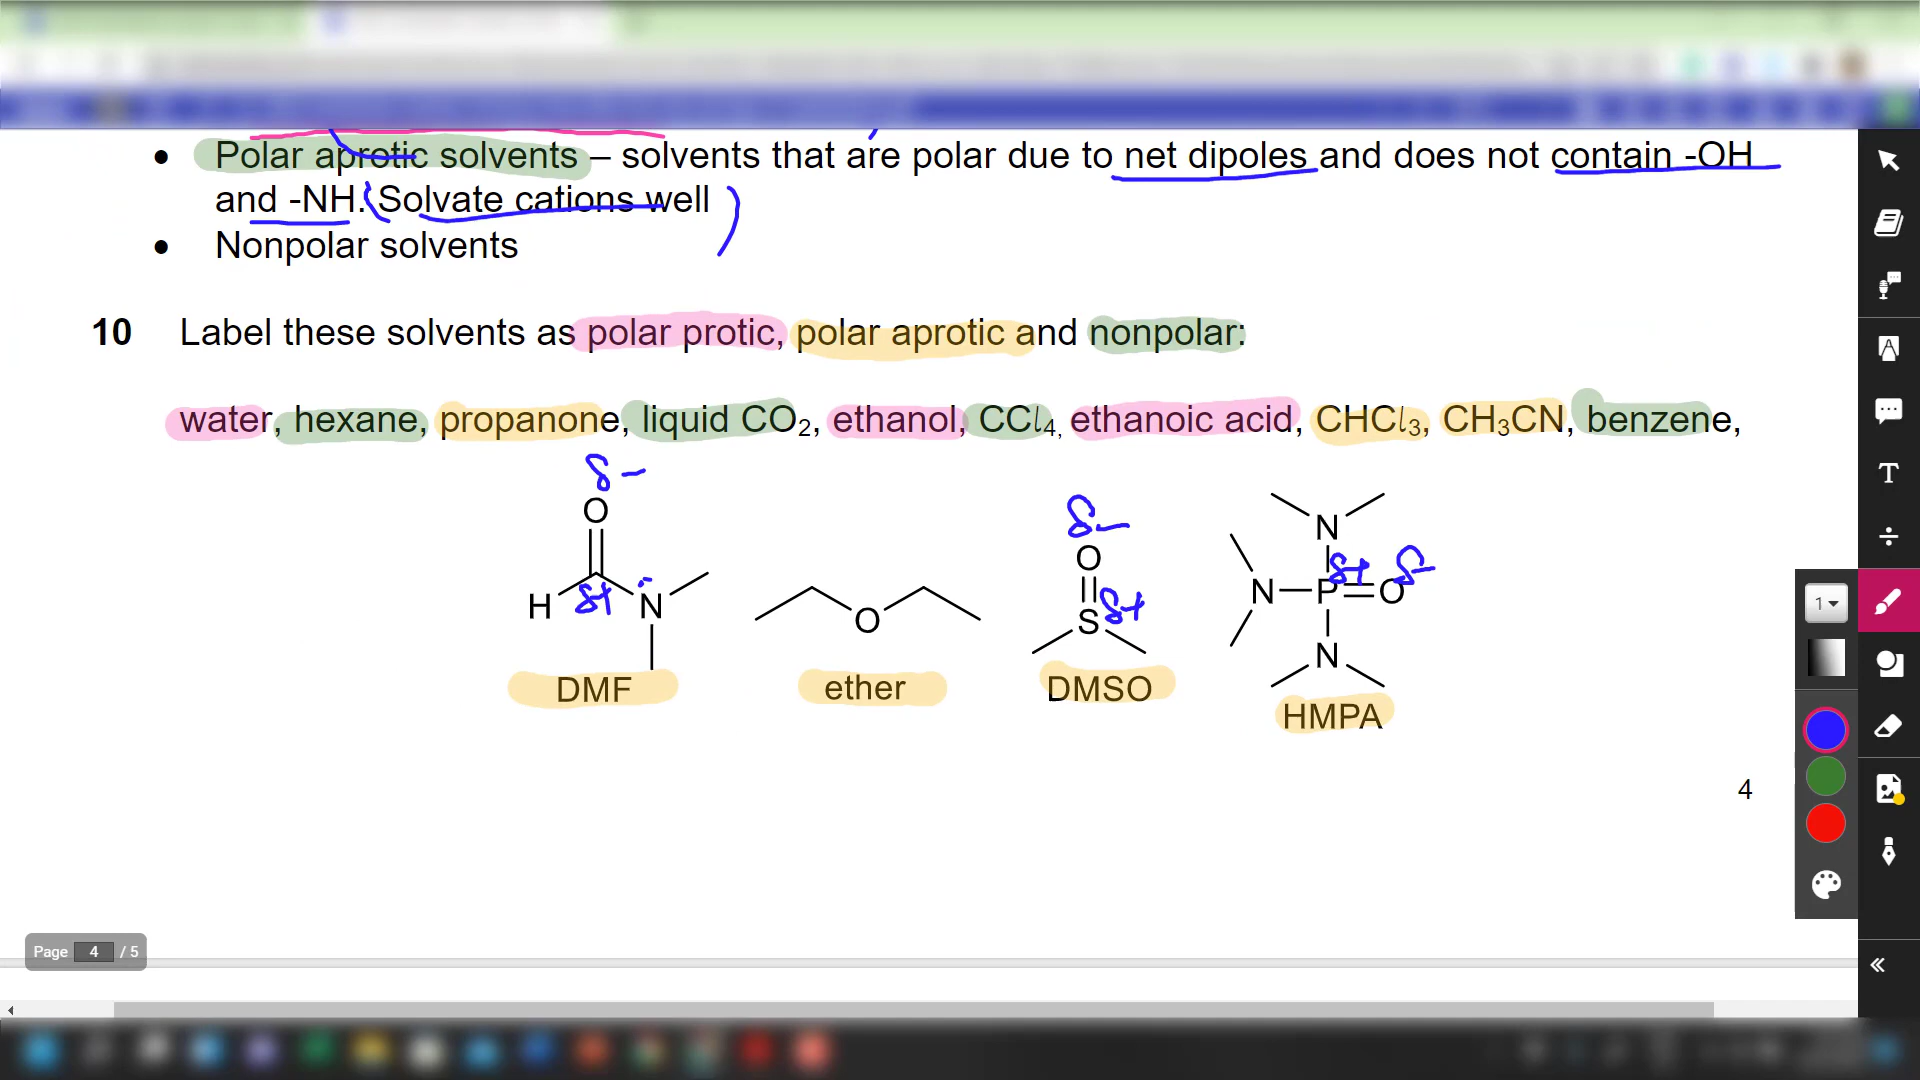 • Polar aprotic solvents – solvents that are polar due to net dipoles and does not contain -OH
and -NH. (Solvate cations well)
• Nonpolar solvents
10 Label these solvents as polar protic, polar aprotic and nonpolar:
water, hexane, propanone, liquid CO2, ethanol, CCl4, ethanoic acid, CHCl3, CH3CN, benzene,
δ−
O
H δ+ N
DMF
O
ether
δ−
O
S δ+
DMSO
N
N P δ+ O δ−
N
HMPA
1
T
4
Page 4 / 5